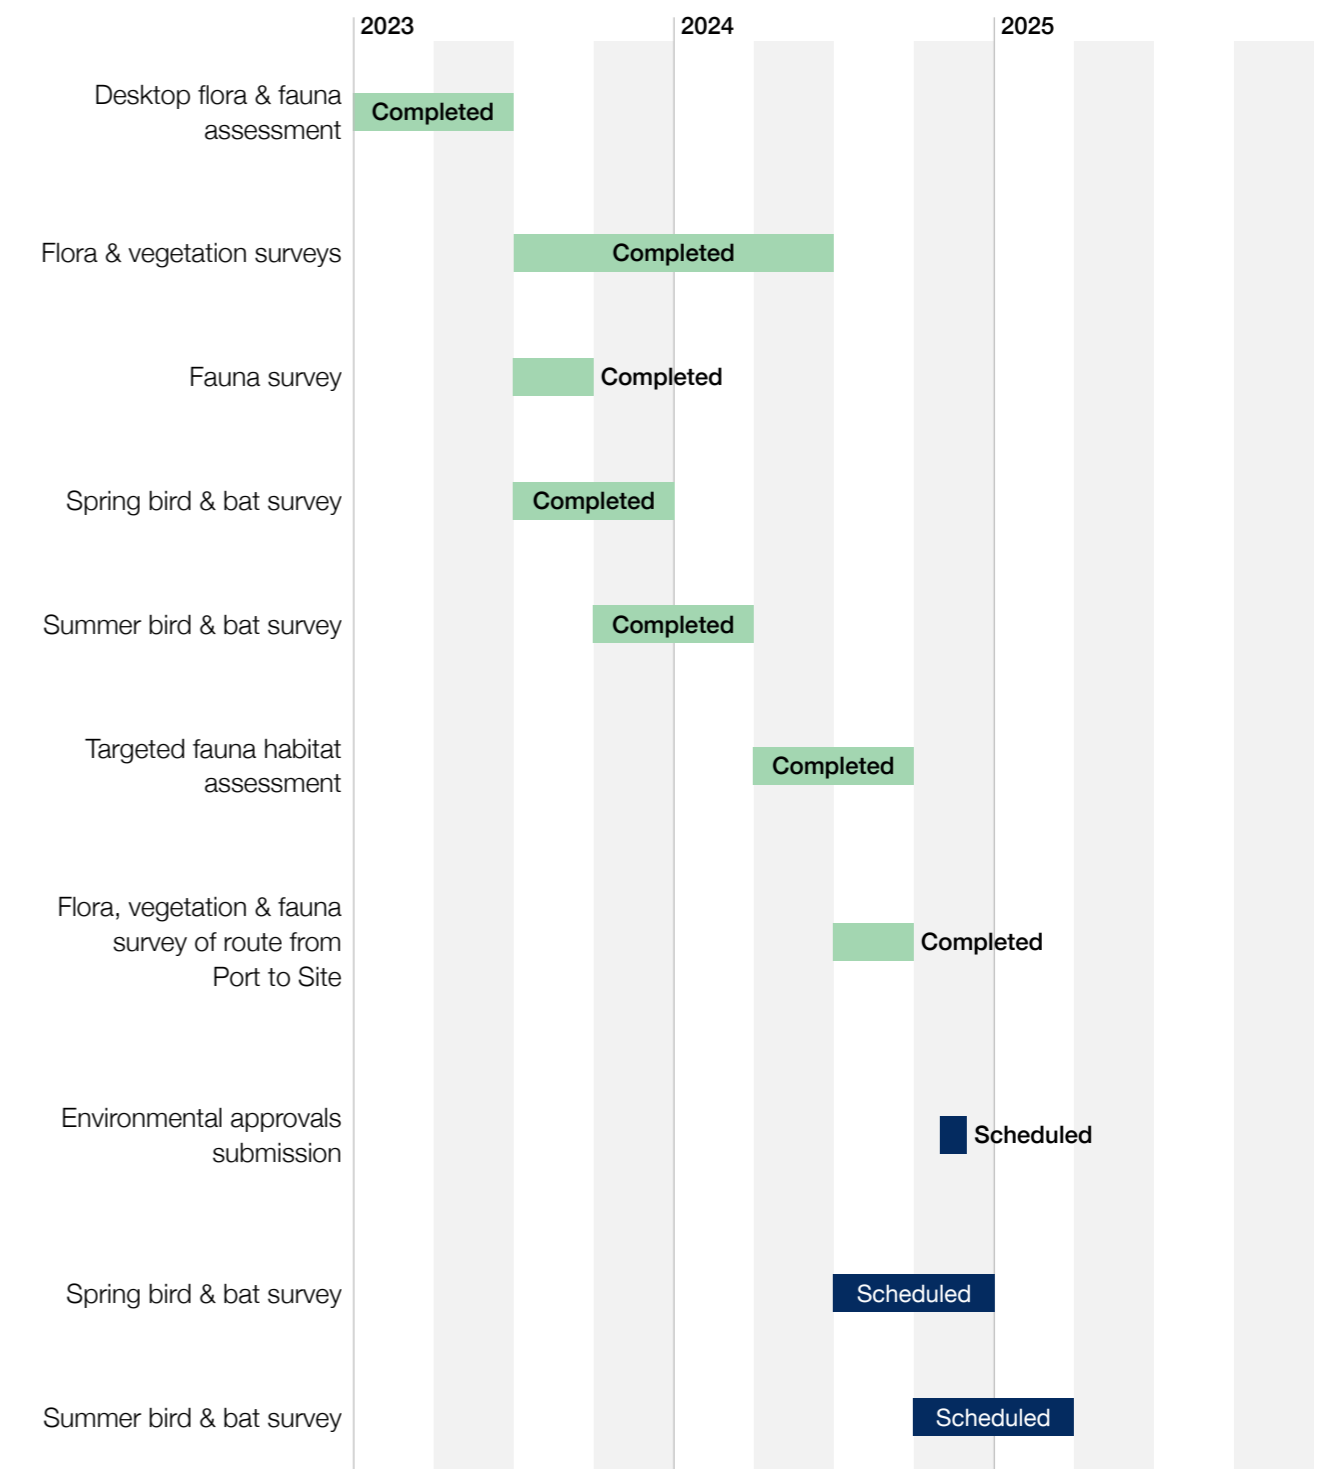 2023 2024 2025
Desktop flora & fauna
assessment
Completed
Flora & vegetation surveys
Completed
Fauna survey
Completed
Spring bird & bat survey
Completed
Summer bird & bat survey
Completed
Targeted fauna habitat
assessment
Completed
Flora, vegetation & fauna
survey of route from
Port to Site
Completed
Environmental approvals
submission
Scheduled
Spring bird & bat survey
Scheduled
Summer bird & bat survey
Scheduled